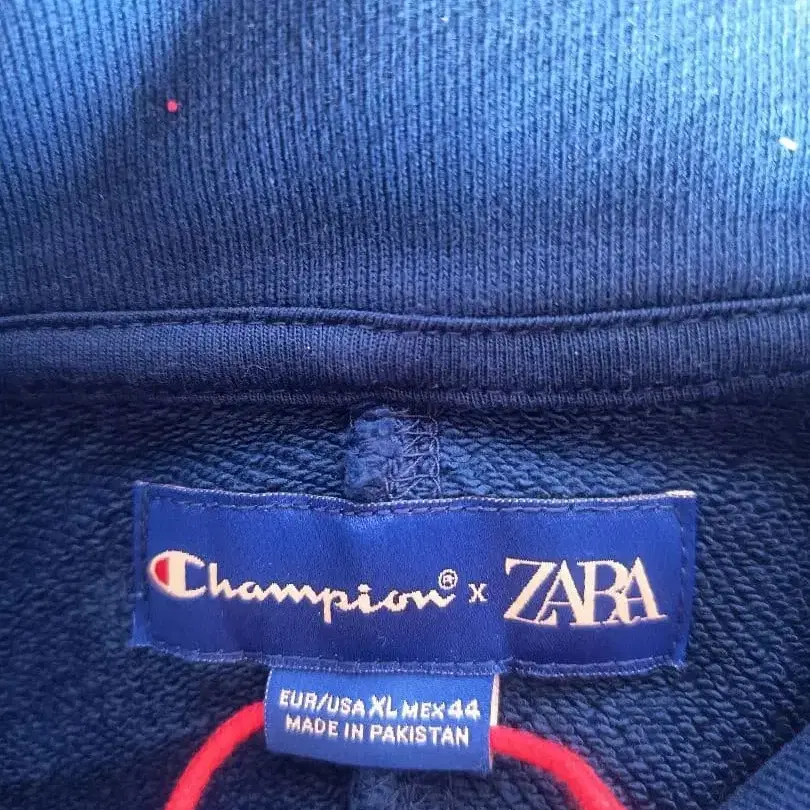 Champion® x ZARA
EUR/USA XL MEX 44
MADE IN PAKISTAN